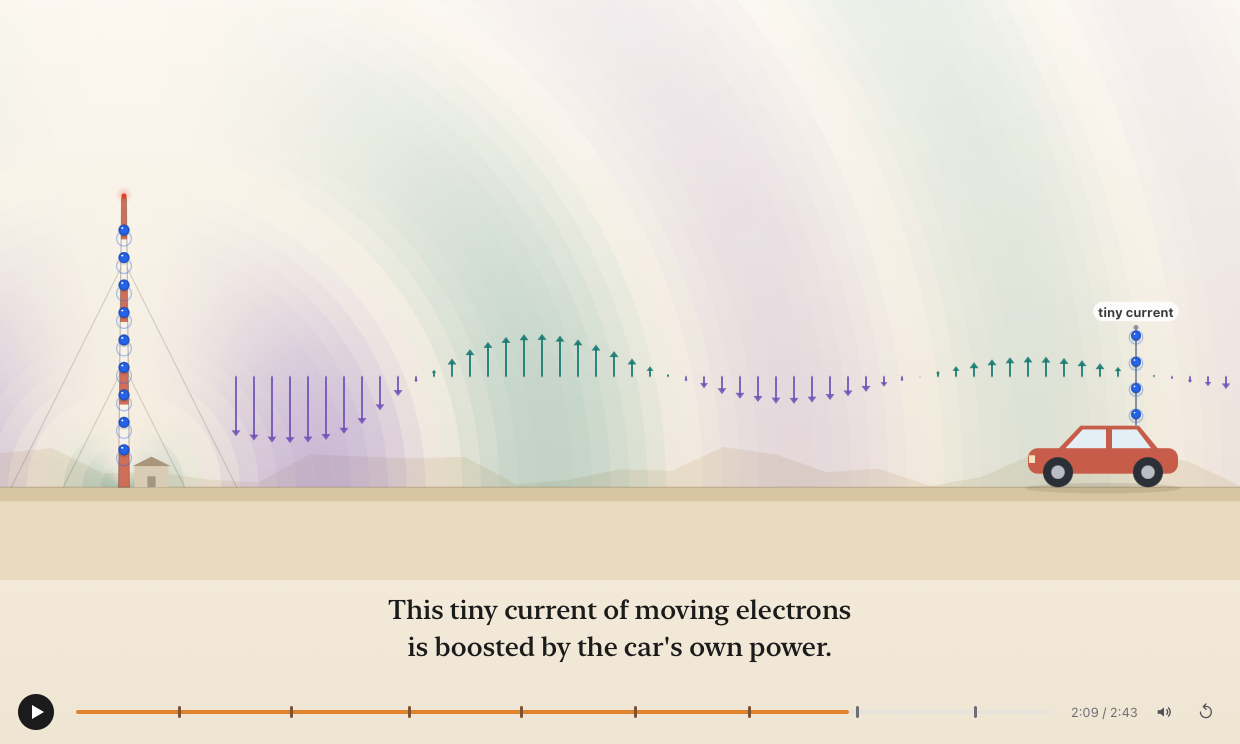 tiny current
This tiny current of moving electrons
is boosted by the car's own power.
2:09 / 2:43